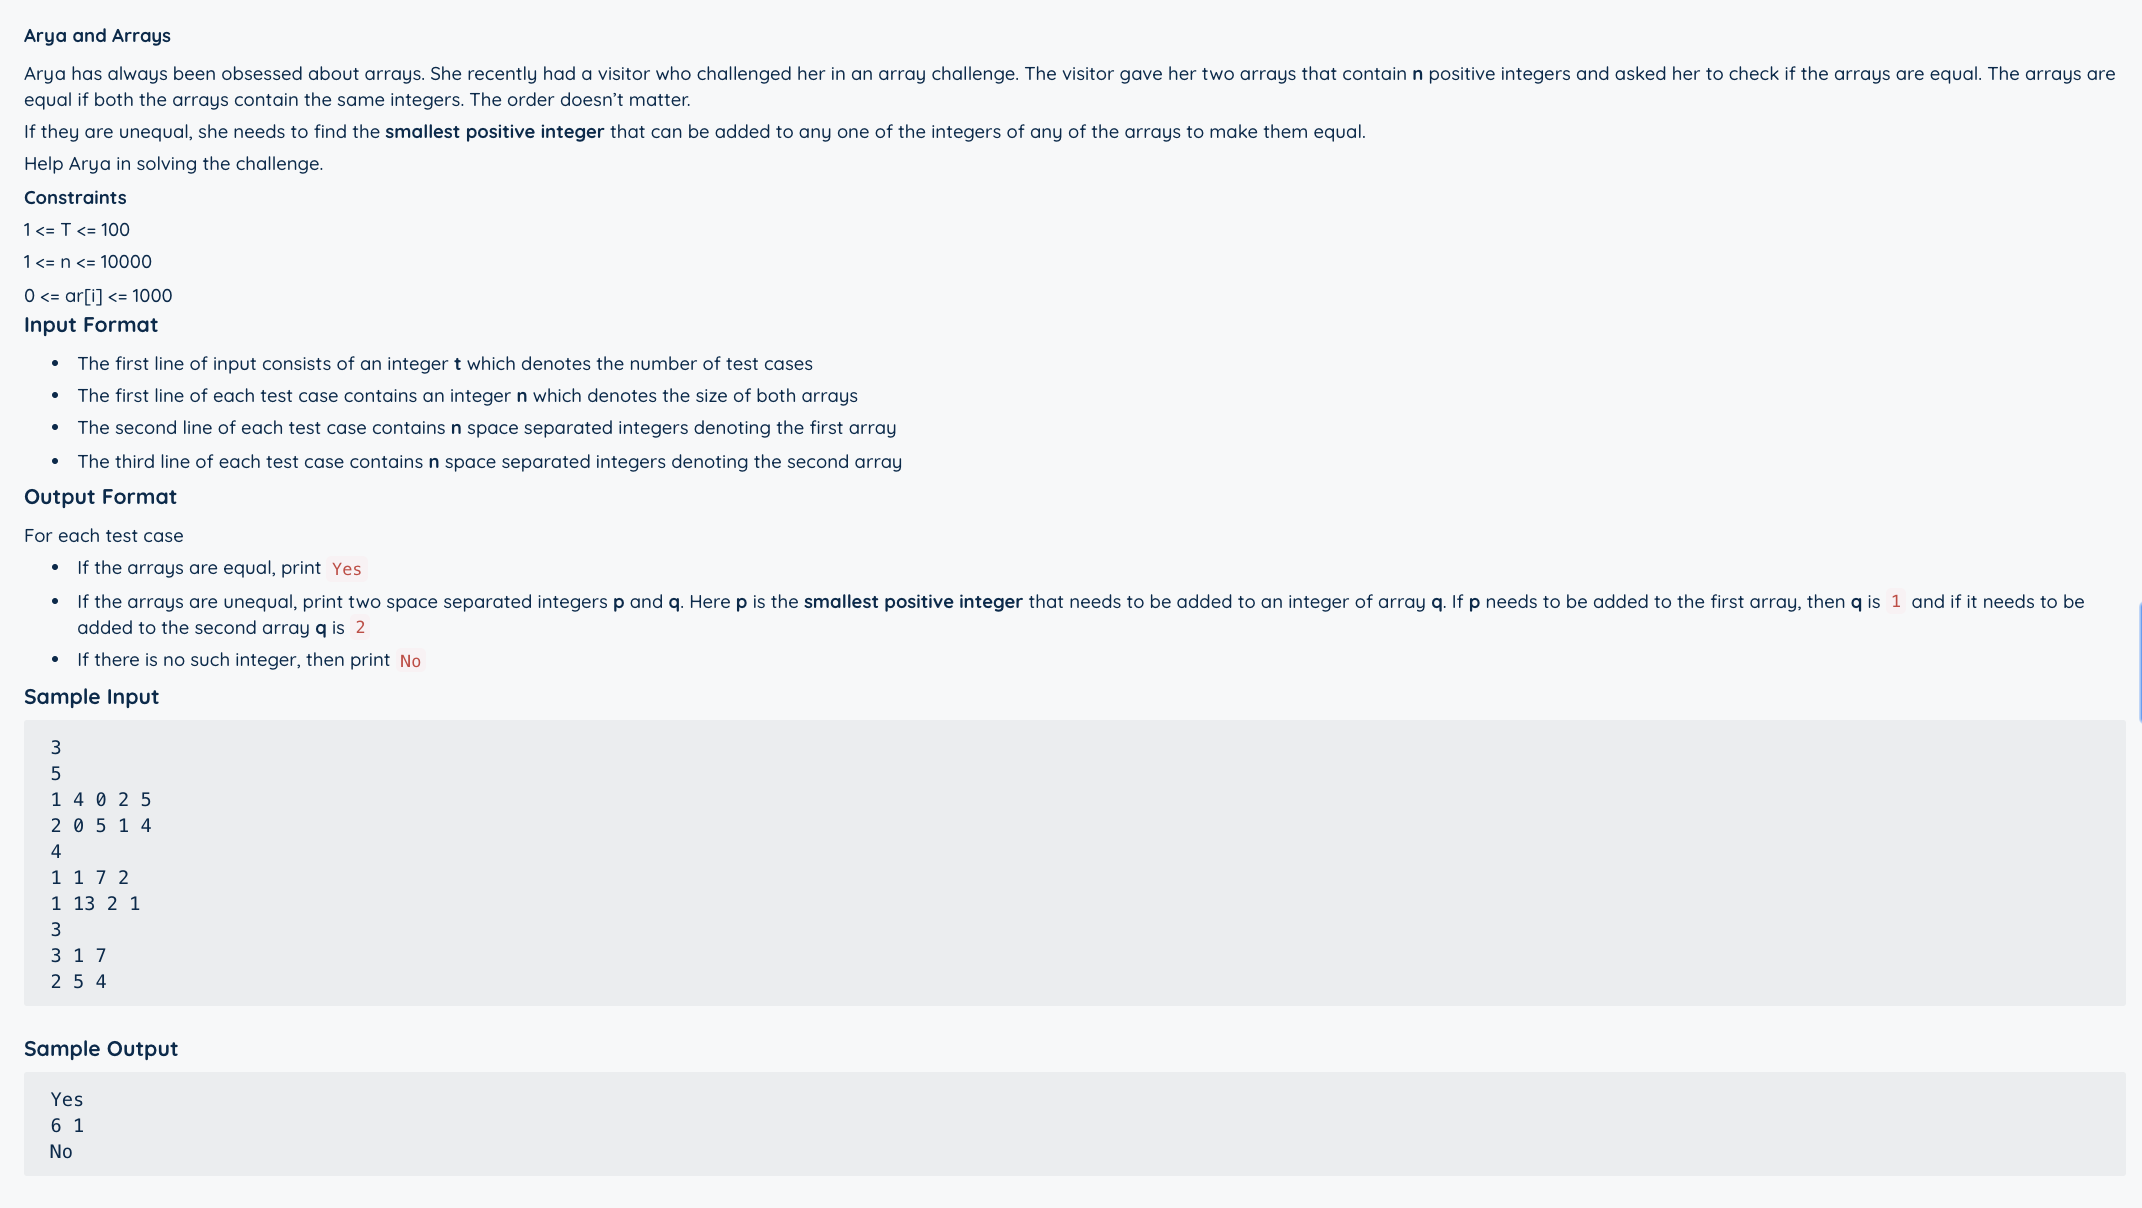 Arya and Arrays
Arya has always been obsessed about arrays. She recently had a visitor who challenged her in an array challenge. The visitor gave her two arrays that contain n positive integers and asked her to check if the arrays are equal. The arrays are
equal if both the arrays contain the same integers. The order doesn’t matter.
If they are unequal, she needs to find the smallest positive integer that can be added to any one of the integers of any of the arrays to make them equal.
Help Arya in solving the challenge.
Constraints
1 <= T <= 100
1 <= n <= 10000
0 <= ar[i] <= 1000
Input Format
• The first line of input consists of an integer t which denotes the number of test cases
• The first line of each test case contains an integer n which denotes the size of both arrays
• The second line of each test case contains n space separated integers denoting the first array
• The third line of each test case contains n space separated integers denoting the second array
Output Format
For each test case
• If the arrays are equal, print Yes
• If the arrays are unequal, print two space separated integers p and q. Here p is the smallest positive integer that needs to be added to an integer of array q. If p needs to be added to the first array, then q is 1 and if it needs to be
added to the second array q is 2
• If there is no such integer, then print No
Sample Input
3
5
1 4 0 2 5
2 0 5 1 4
4
1 1 7 2
1 13 2 1
3
3 1 7
2 5 4
Sample Output
Yes
6 1
No